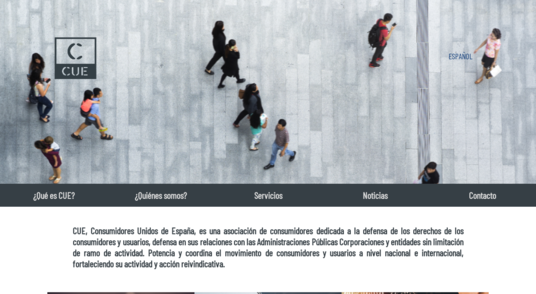 C
CUE
ESPAÑOL
¿Qué es CUE?
¿Quiénes somos?
Servicios
Noticias
Contacto
CUE, Consumidores Unidos de España, es una asociación de consumidores dedicada a la defensa de los derechos de los
consumidores y usuarios, defensa en sus relaciones con las Administraciones Públicas Corporaciones y entidades sin limitación
de ramo de actividad. Potencia y coordina el movimiento de consumidores y usuarios a nivel nacional e internacional,
fortaleciendo su actividad y acción reivindicativa.